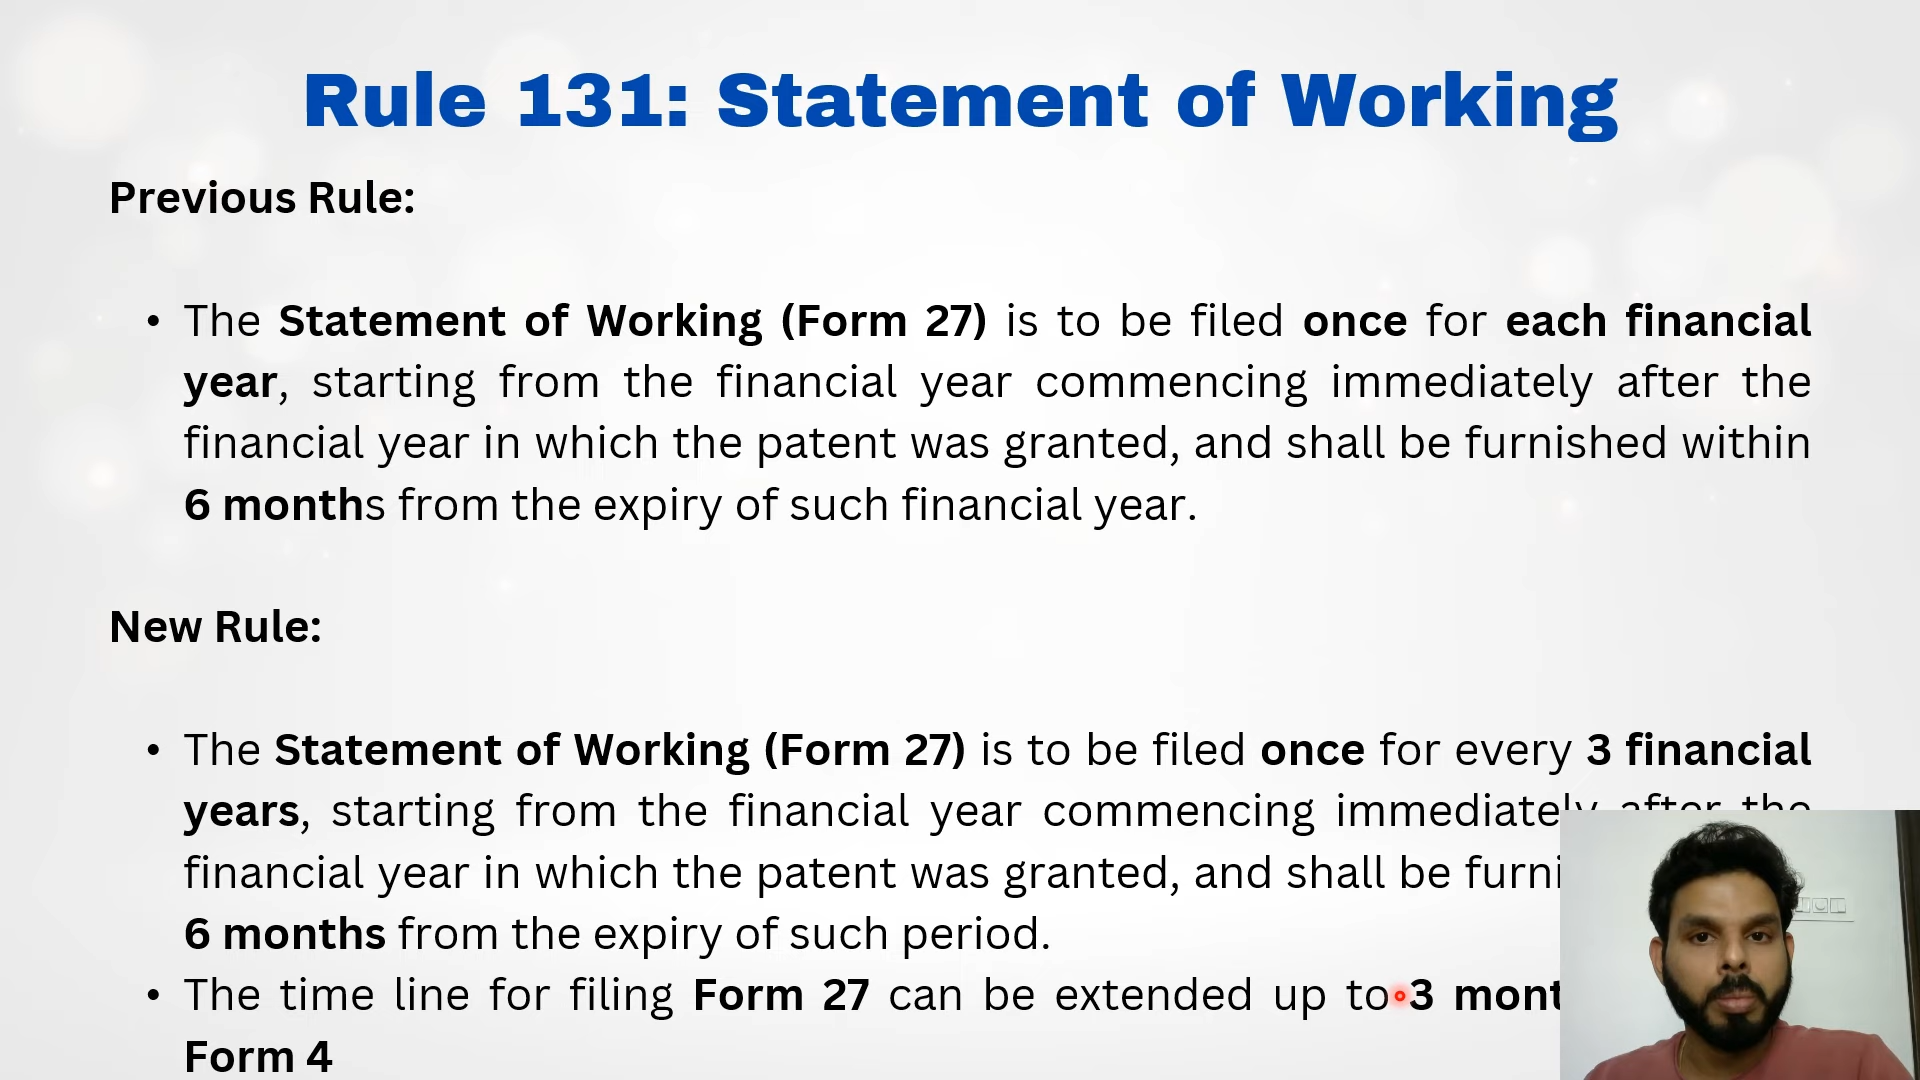 Rule 131: Statement of Working
Previous Rule:
• The Statement of Working (Form 27) is to be filed once for each financial
year, starting from the financial year commencing immediately after the
financial year in which the patent was granted, and shall be furnished within
6 months from the expiry of such financial year.
New Rule:
• The Statement of Working (Form 27) is to be filed once for every 3 financial
years, starting from the financial year commencing immediately after the
financial year in which the patent was granted, and shall be
6 months from the expiry of such period.
• The time line for filing Form 27 can be extended up to 3
Form 4